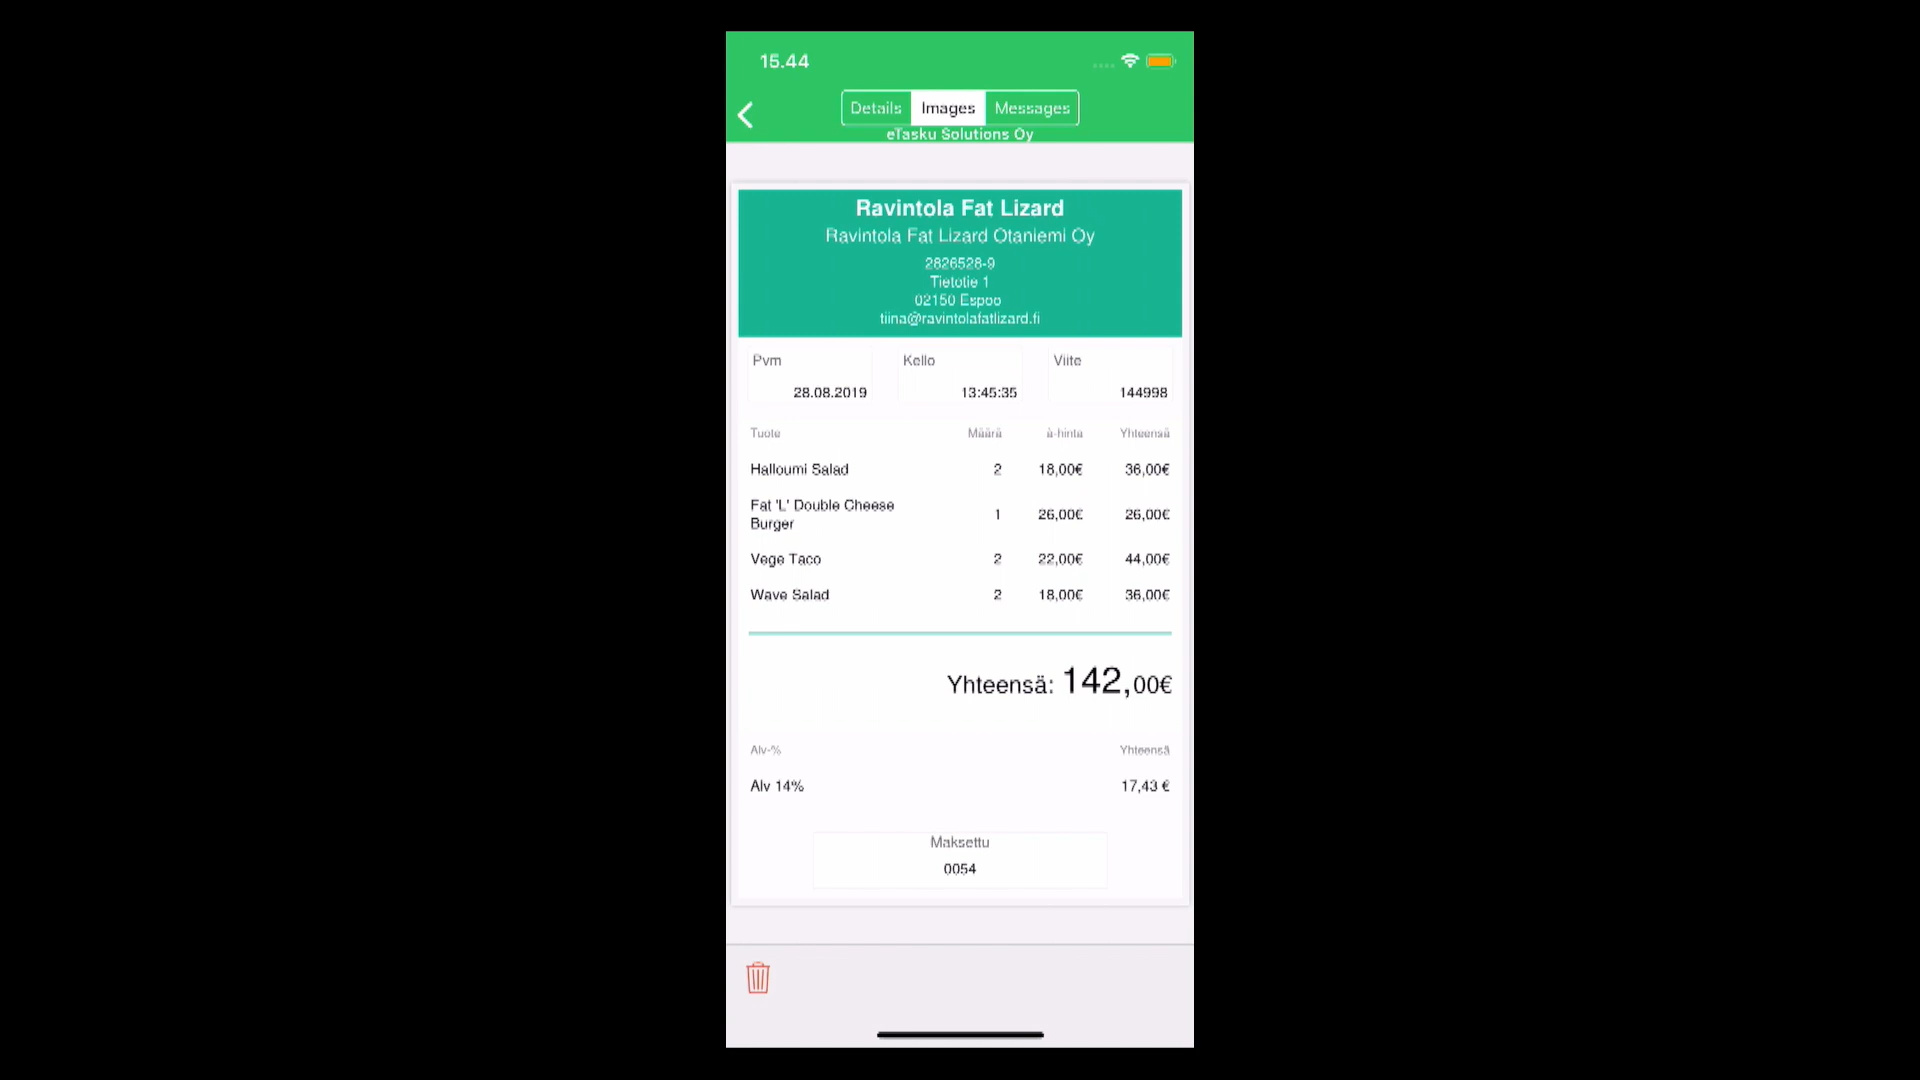 15.44
Details Images Messages
eTasku Solutions Oy
Ravintola Fat Lizard
Ravintola Fat Lizard Otaniemi Oy
2826528-9
Tietotie 1
02150 Espoo
tiina@ravintolafatlizard.fi
Pvm Kello Viite
28.08.2019 13:45:35 144998
Tuote Määrä à-hinta Yhteensä
Halloumi Salad 2 18,00€ 36,00€
Fat 'L' Double Cheese
Burger 1 26,00€ 26,00€
Vege Taco 2 22,00€ 44,00€
Wave Salad 2 18,00€ 36,00€
Yhteensä: 142,00€
Alv-% Yhteensä
Alv 14% 17,43 €
Maksettu
0054